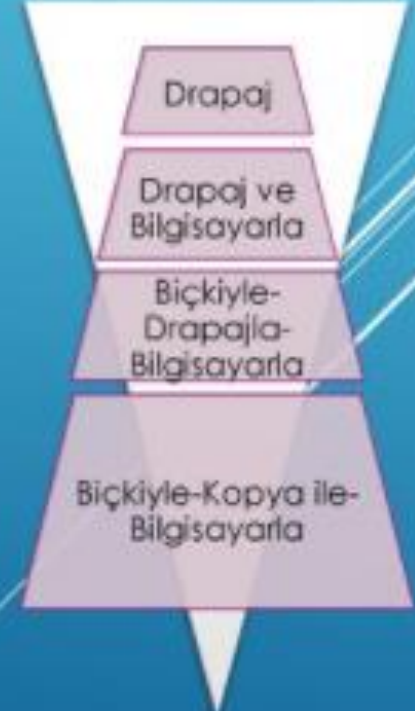 Drapaj
Drapaj ve
Bilgisayarla
Biçkiyle-
Drapajla-
Bilgisayarla
Biçkiyle-Kopya ile-
Bilgisayarla